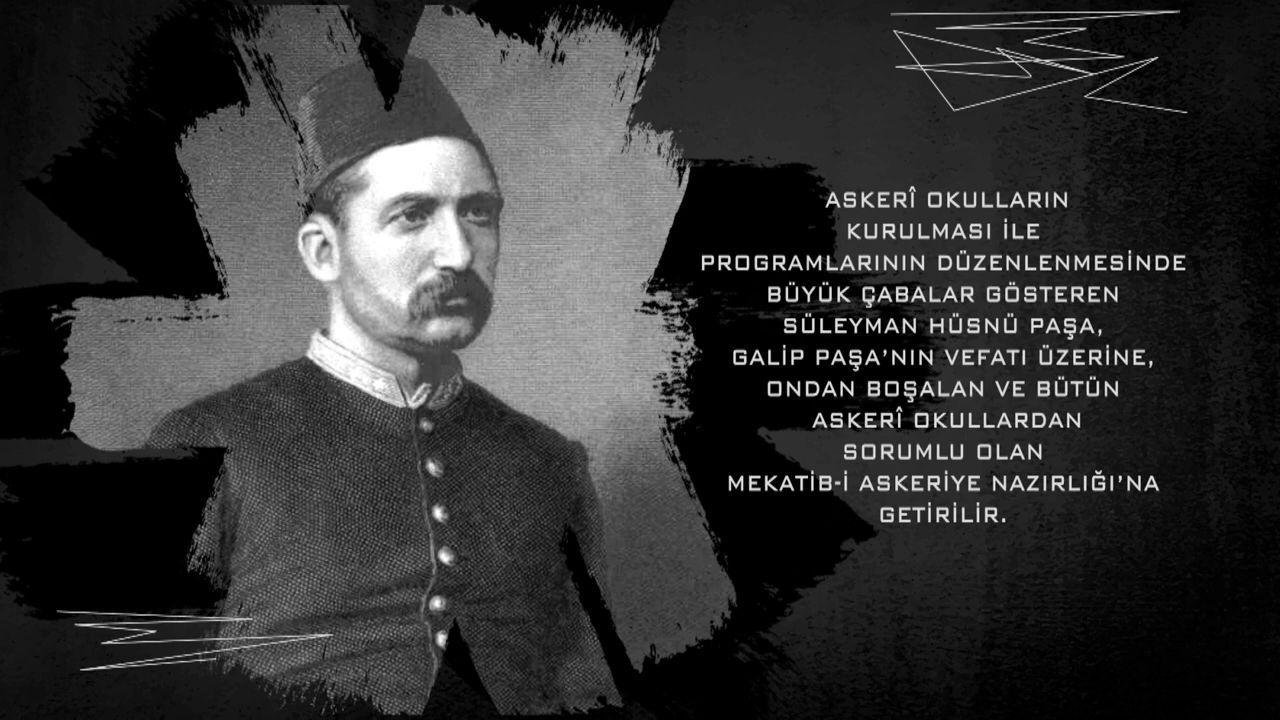 ASKERÎ OKULLARIN
KURULMASI İLE
PROGRAMLARININ DÜZENLENMESİNDE
BÜYÜK ÇABALAR GÖSTEREN
SÜLEYMAN HÜSNÜ PAŞA,
GALİP PAŞA’NIN VEFATI ÜZERİNE,
ONDAN BOŞALAN VE BÜTÜN
ASKERÎ OKULLARDAN
SORUMLU OLAN
MEKATİB-İ ASKERİYE NAZIRLIĞI’NA
GETİRİLİR.